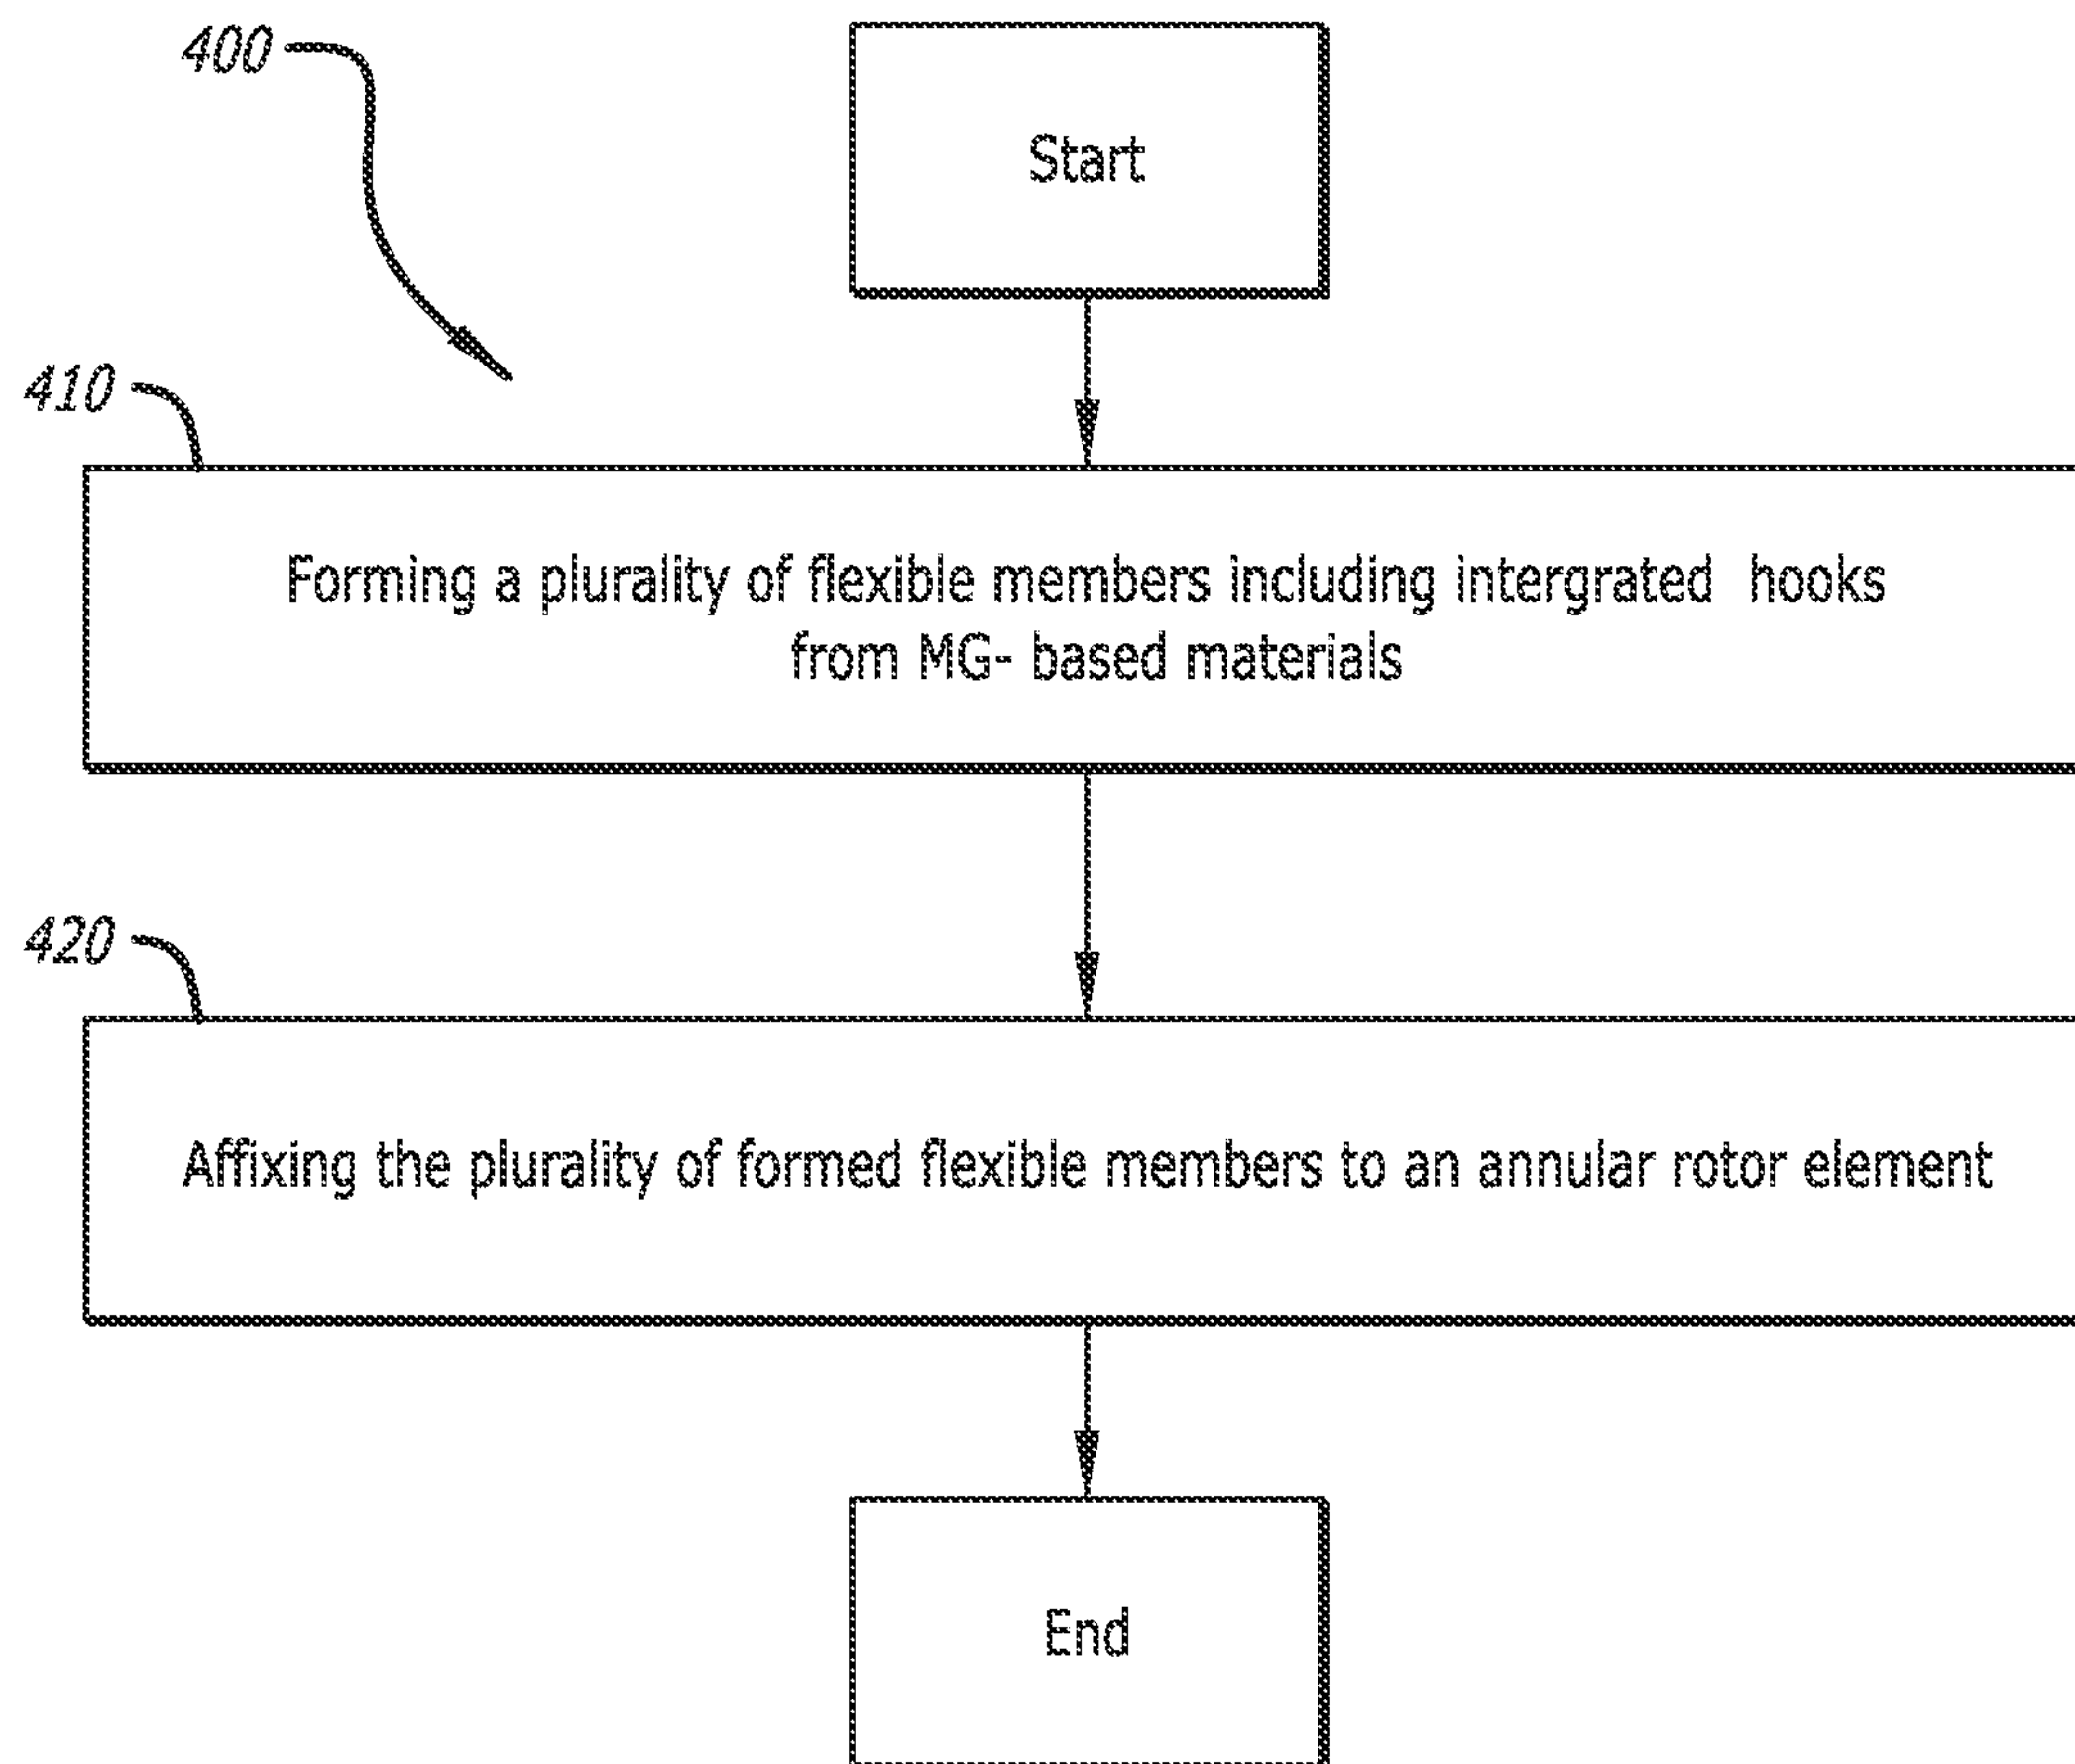 400
Start
410
Forming a plurality of flexible members including intergrated hooks
from MG- based materials
420
Affixing the plurality of formed flexible members to an annular rotor element
End